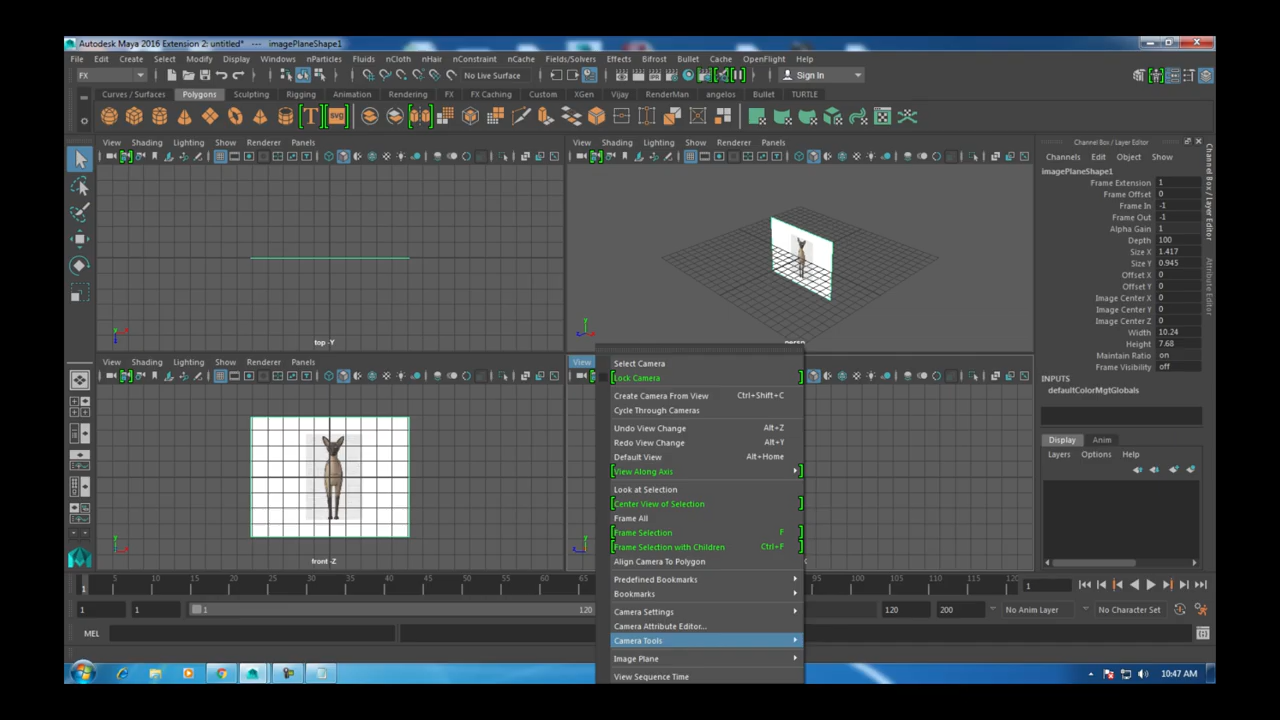 Autodesk Maya 2016 Extension 2: untitled* --- imagePlaneShape1
File Edit Create Select Modify Display Windows nParticles Fluids nCloth nHair nConstraint nCache Fields/Solvers Effects Bifrost Bullet Cache OpenFlight Help
FX No Live Surface Sign In
Curves / Surfaces Polygons Sculpting Rigging Animation Rendering FX FX Caching Custom XGen Vijay RenderMan angelos Bullet TURTLE
T SVG
View Shading Lighting Show Renderer Panels
View Shading Lighting Show Renderer Panels
top -Y
persp
View Shading Lighting Show Renderer Panels
View
front -Z
Select Camera
Lock Camera
Create Camera From View Ctrl+Shift+C
Cycle Through Cameras
Undo View Change Alt+Z
Redo View Change Alt+Y
Default View Alt+Home
View Along Axis
Look at Selection
Center View of Selection
Frame All
Frame Selection F
Frame Selection with Children Ctrl+F
Align Camera To Polygon
Predefined Bookmarks
Bookmarks
Camera Settings
Camera Attribute Editor...
Camera Tools
Image Plane
View Sequence Time
Channel Box / Layer Editor
Channels Edit Object Show
imagePlaneShape1
Frame Extension 1
Frame Offset 0
Frame In -1
Frame Out -1
Alpha Gain 1
Depth 100
Size X 1.417
Size Y 0.945
Offset X 0
Offset Y 0
Image Center X 0
Image Center Y 0
Image Center Z 0
Width 10.24
Height 7.68
Maintain Ratio on
Frame Visibility off
INPUTS
defaultColorMgtGlobals
Display Anim
Layers Options Help
Channel Box / Layer Editor
Attribute Editor
5 10 15 20 25 30 35 40 45 50 55 60 95 100 105 110 115 120
1
1 1 1 120 120 200 No Anim Layer No Character Set
MEL
10:47 AM